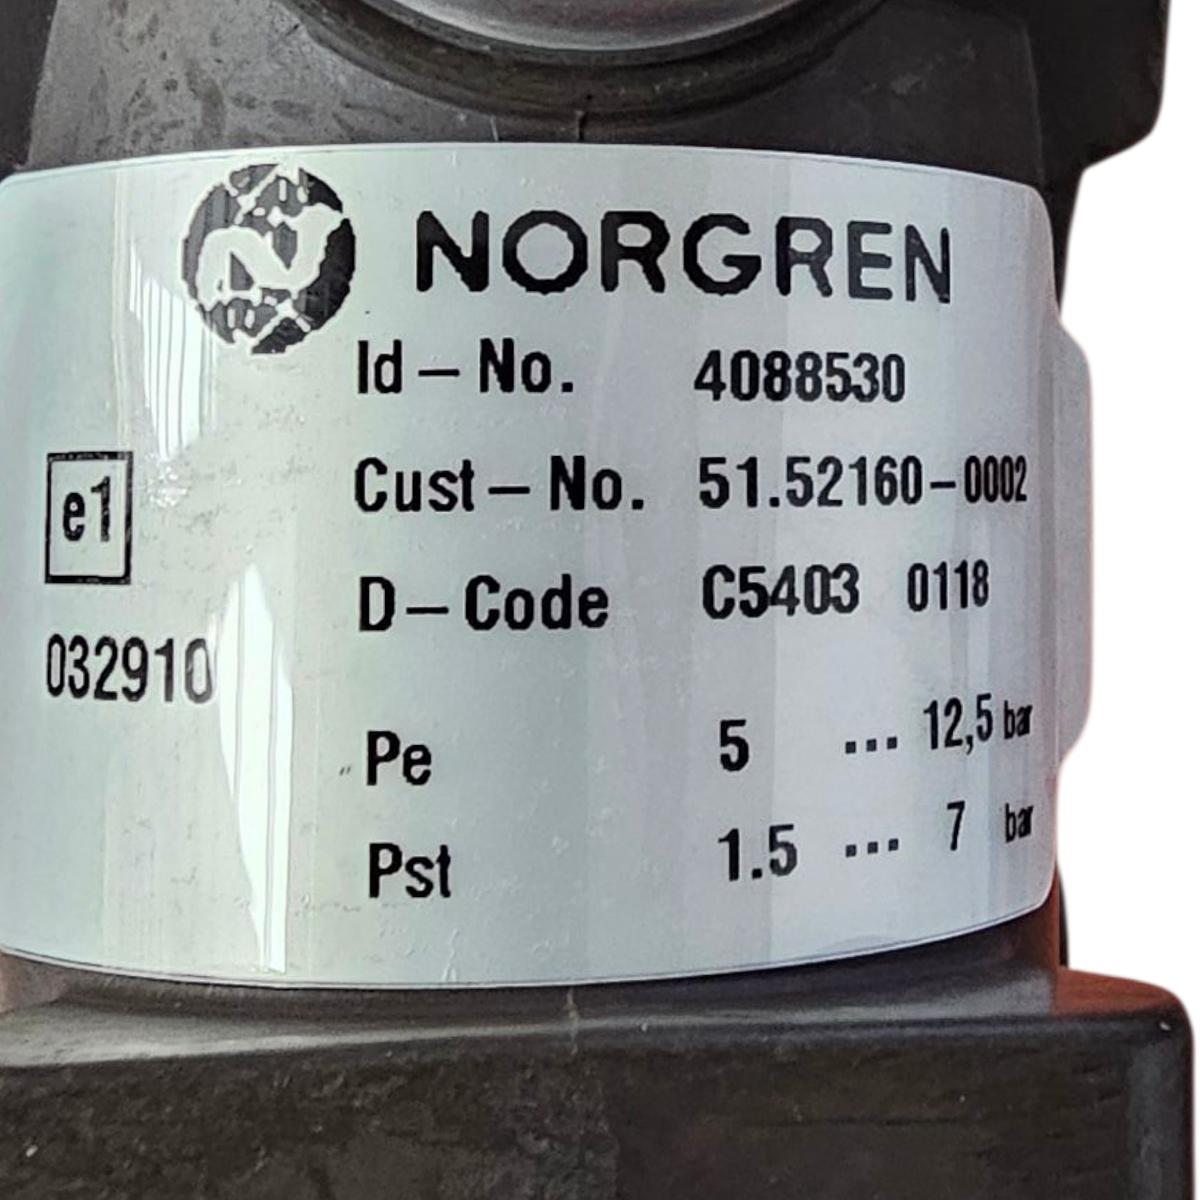 NORGREN
Id-No. 4088530
Cust-No. 51.52160-0002
D-Code C5403 0118
e1
032910
Pe 5 ... 12,5 bar
Pst 1.5 ... 7 bar